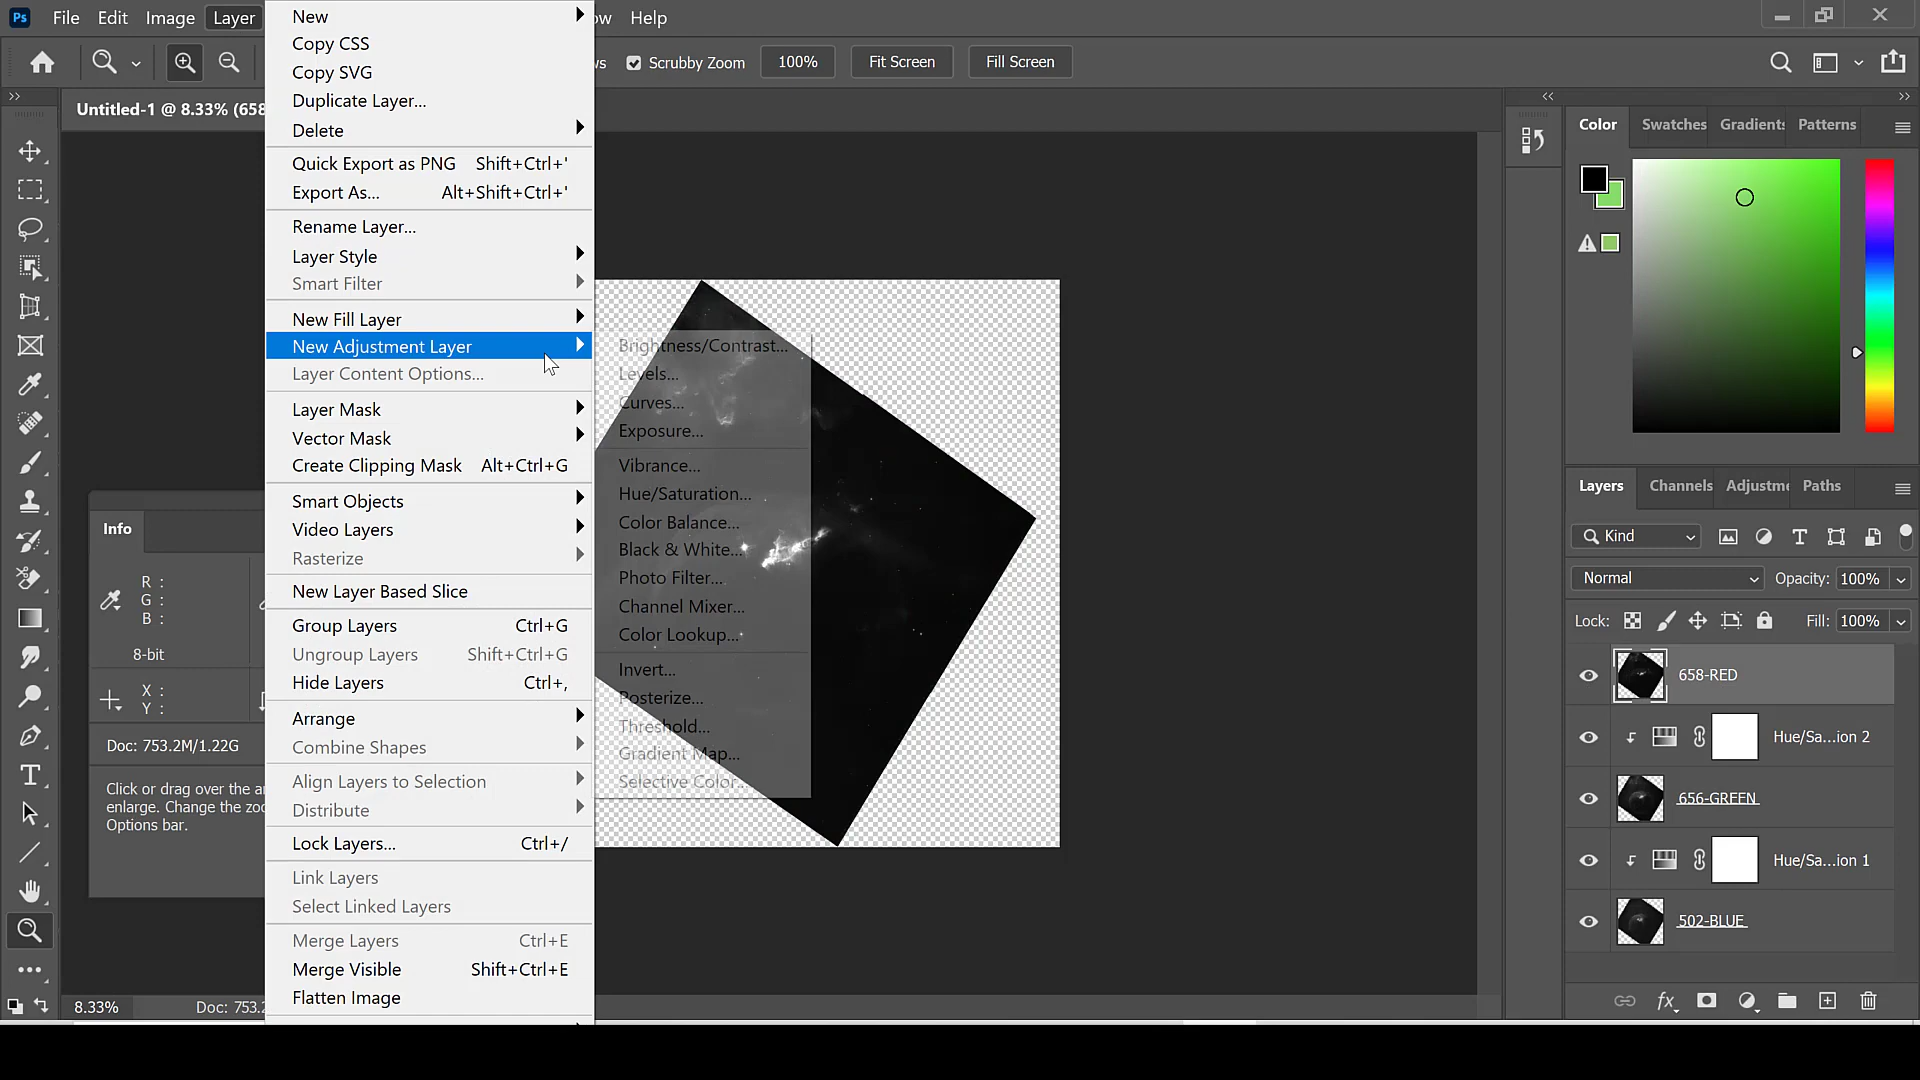 Ps File Edit Image Layer ow Help
ws Scrubby Zoom 100% Fit Screen Fill Screen
Untitled-1 @ 8.33% (658
New
Copy CSS
Copy SVG
Duplicate Layer...
Delete
Quick Export as PNG Shift+Ctrl+'
Export As... Alt+Shift+Ctrl+'
Rename Layer...
Layer Style
Smart Filter
New Fill Layer
New Adjustment Layer
Layer Content Options...
Layer Mask
Vector Mask
Create Clipping Mask Alt+Ctrl+G
Smart Objects
Video Layers
Rasterize
New Layer Based Slice
Group Layers Ctrl+G
Ungroup Layers Shift+Ctrl+G
Hide Layers Ctrl+,
Arrange
Combine Shapes
Align Layers to Selection
Distribute
Lock Layers... Ctrl+/
Link Layers
Select Linked Layers
Merge Layers Ctrl+E
Merge Visible Shift+Ctrl+E
Flatten Image
Brightness/Contrast...
Levels...
Curves...
Exposure...
Vibrance...
Hue/Saturation...
Color Balance...
Black & White...
Photo Filter...
Channel Mixer...
Color Lookup...
Invert...
Posterize...
Threshold...
Gradient Map...
Selective Color...
Info
R :
G :
B :
8-bit
X :
Y :
Doc: 753.2M/1.22G
Click or drag over the ar
enlarge. Change the zoo
Options bar.
8.33% Doc: 753.2
Color Swatches Gradients Patterns
Layers Channels Adjustme Paths
Kind
Normal Opacity: 100%
Lock: Fill: 100%
658-RED
Hue/Sa...ion 2
656-GREEN
Hue/Sa...ion 1
502-BLUE
fx